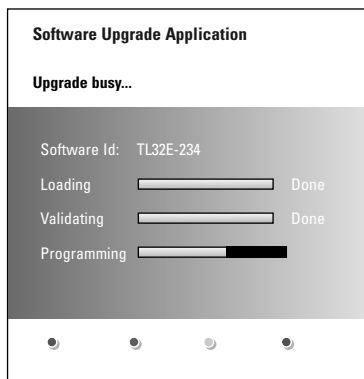 Software Upgrade Application
Upgrade busy...
Software Id: TL32E-234
Loading Done
Validating Done
Programming